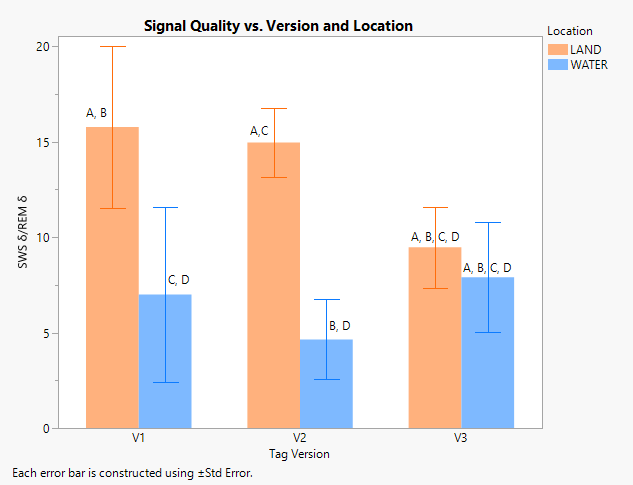 Signal Quality vs. Version and Location
Location
LAND
WATER
SWS δ/REM δ
20
15
10
5
0
A, B
C, D
A,C
B, D
A, B, C, D
A, B, C, D
V1
V2
V3
Tag Version
Each error bar is constructed using ±Std Error.